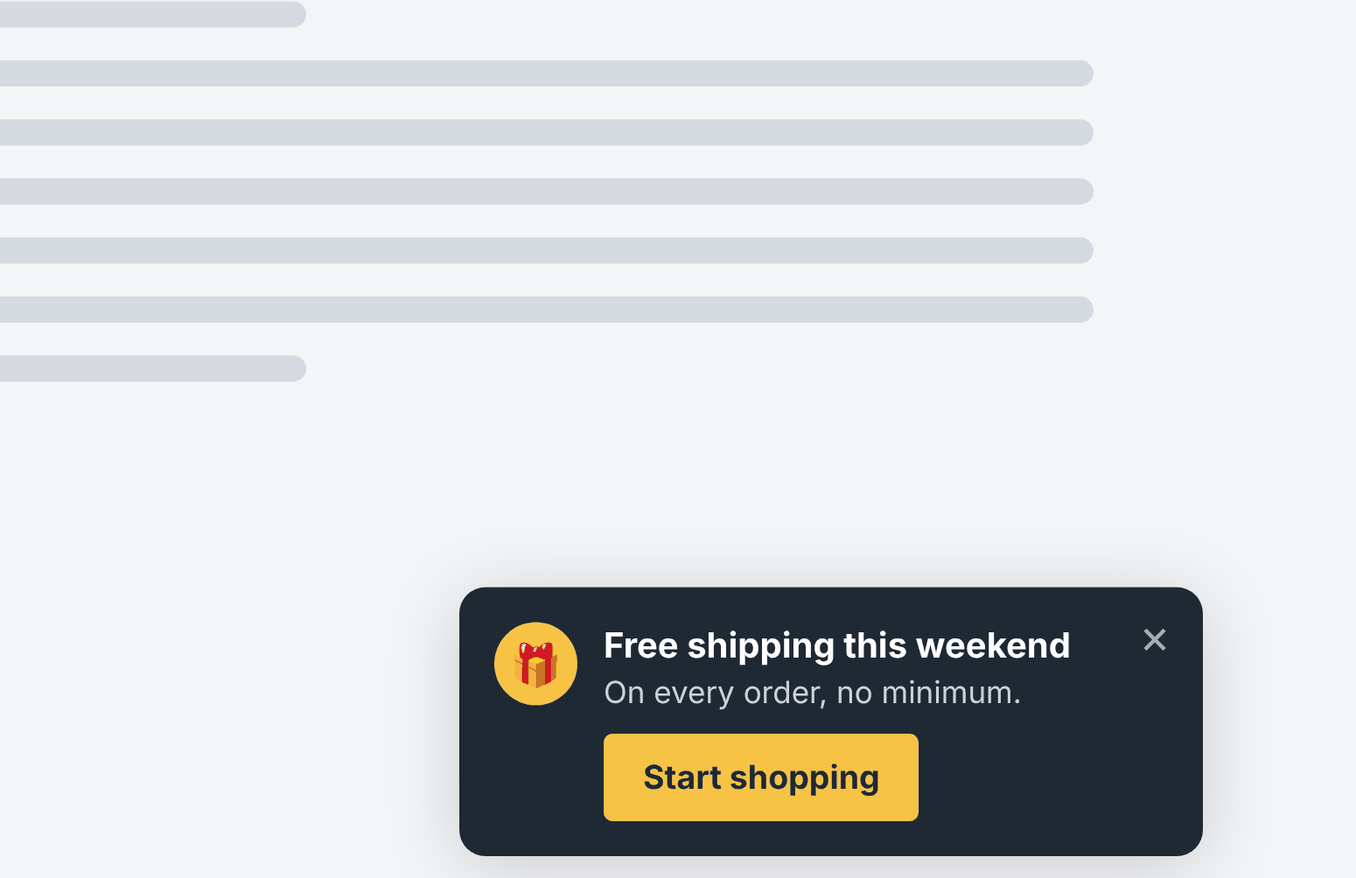 Free shipping this weekend
On every order, no minimum.
Start shopping